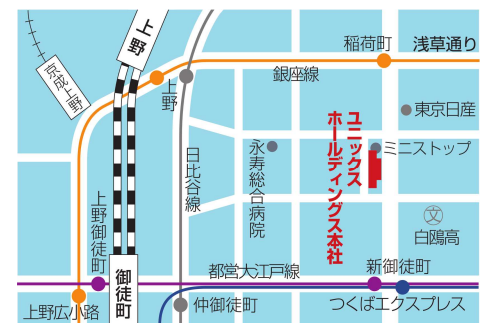 上野
稲荷町
浅草通り
京成上野
上野
銀座線
東京日産
ユニックス
ホールディングス本社
ミニストップ
永寿総合病院
日比谷線
上野御徒町
文
白鴎高
御徒町
都営大江戸線
新御徒町
上野広小路
仲御徒町
つくばエクスプレス